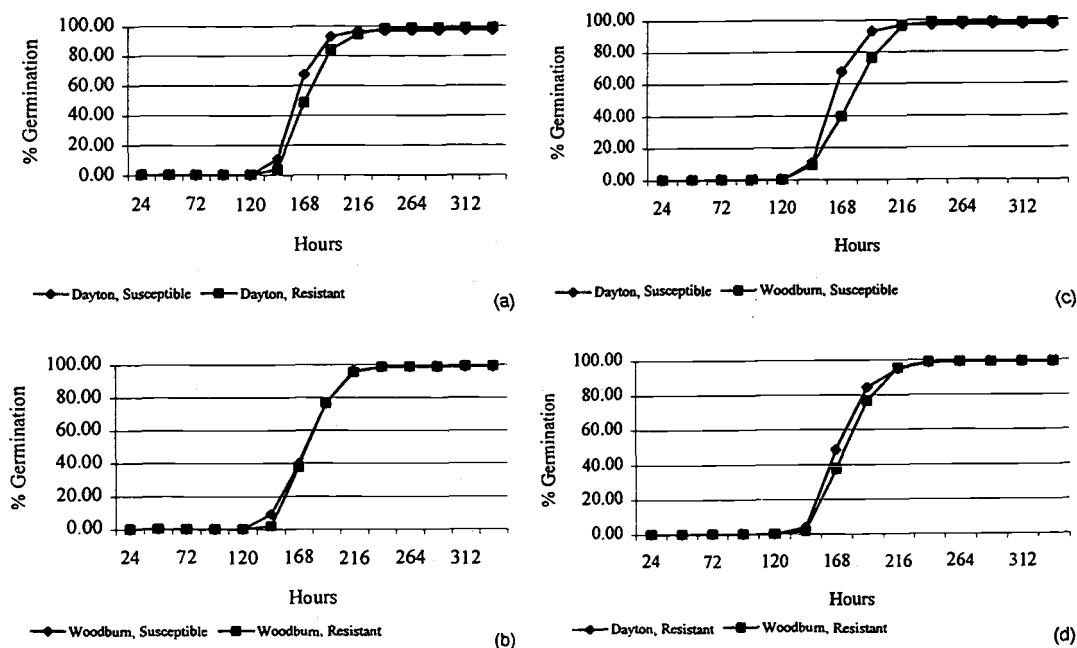 100.00
80.00
60.00
40.00
20.00
0.00
% Germination
24 72 120 168 216 264 312
Hours
Dayton, Susceptible Dayton, Resistant
(a)
100.00
80.00
60.00
40.00
20.00
0.00
% Germination
24 72 120 168 216 264 312
Hours
Dayton, Susceptible Woodburn, Susceptible
(c)
100.00
80.00
60.00
40.00
20.00
0.00
% Germination
24 72 120 168 216 264 312
Hours
Woodburn, Susceptible Woodburn, Resistant
(b)
100.00
80.00
60.00
40.00
20.00
0.00
% Germination
24 72 120 168 216 264 312
Hours
Dayton, Resistant Woodburn, Resistant
(d)